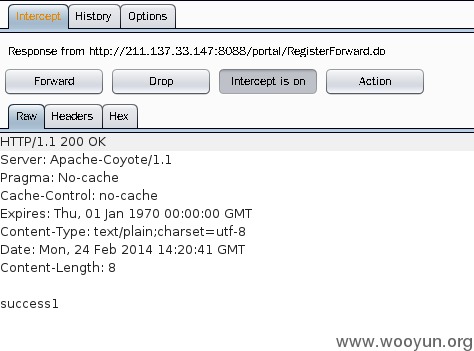 Intercept History Options
Response from http://211.137.33.147:8088/portal/RegisterForward.do
Forward Drop Intercept is on Action
Raw Headers Hex
HTTP/1.1 200 OK
Server: Apache-Coyote/1.1
Pragma: No-cache
Cache-Control: no-cache
Expires: Thu, 01 Jan 1970 00:00:00 GMT
Content-Type: text/plain;charset=utf-8
Date: Mon, 24 Feb 2014 14:20:41 GMT
Content-Length: 8
success1
www.wooyun.org